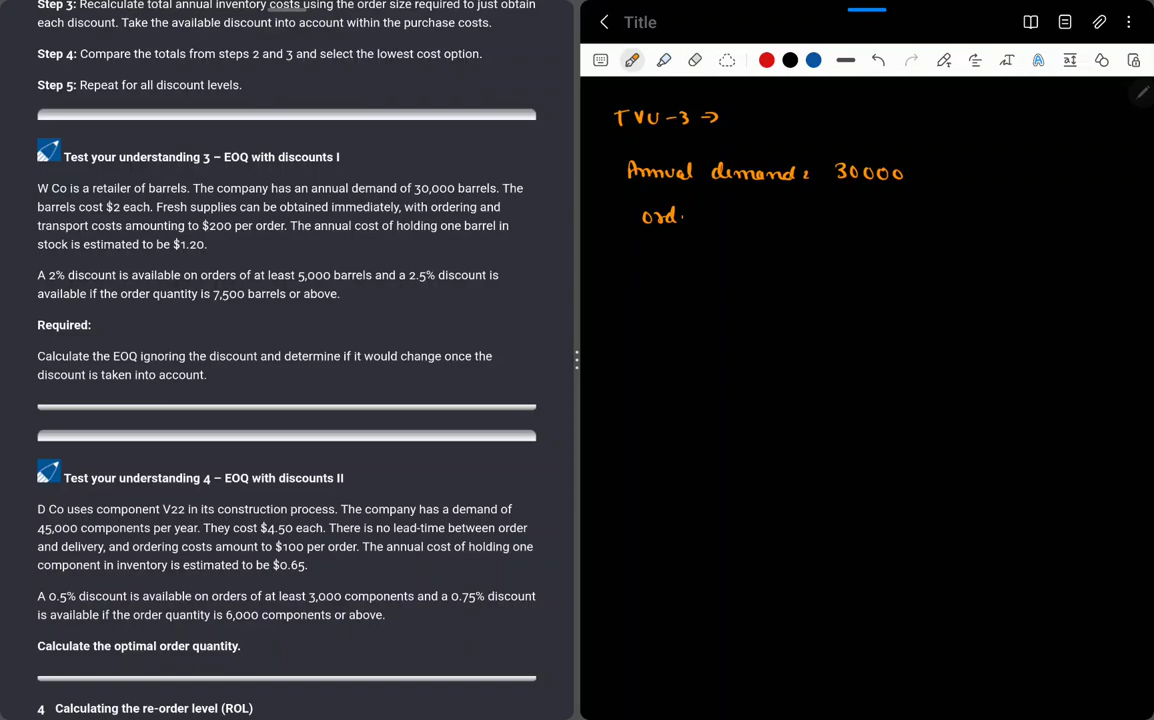 Step 3: Recalculate total annual inventory costs using the order size required to just obtain
each discount. Take the available discount into account within the purchase costs.
Step 4: Compare the totals from steps 2 and 3 and select the lowest cost option.
Step 5: Repeat for all discount levels.
Test your understanding 3 – EOQ with discounts I
W Co is a retailer of barrels. The company has an annual demand of 30,000 barrels. The
barrels cost $2 each. Fresh supplies can be obtained immediately, with ordering and
transport costs amounting to $200 per order. The annual cost of holding one barrel in
stock is estimated to be $1.20.
A 2% discount is available on orders of at least 5,000 barrels and a 2.5% discount is
available if the order quantity is 7,500 barrels or above.
Required:
Calculate the EOQ ignoring the discount and determine if it would change once the
discount is taken into account.
Test your understanding 4 – EOQ with discounts II
D Co uses component V22 in its construction process. The company has a demand of
45,000 components per year. They cost $4.50 each. There is no lead-time between order
and delivery, and ordering costs amount to $100 per order. The annual cost of holding one
component in inventory is estimated to be $0.65.
A 0.5% discount is available on orders of at least 3,000 components and a 0.75% discount
is available if the order quantity is 6,000 components or above.
Calculate the optimal order quantity.
4 Calculating the re-order level (ROL)
Title
TYU -3 →
Annual demand: 30000
ord.